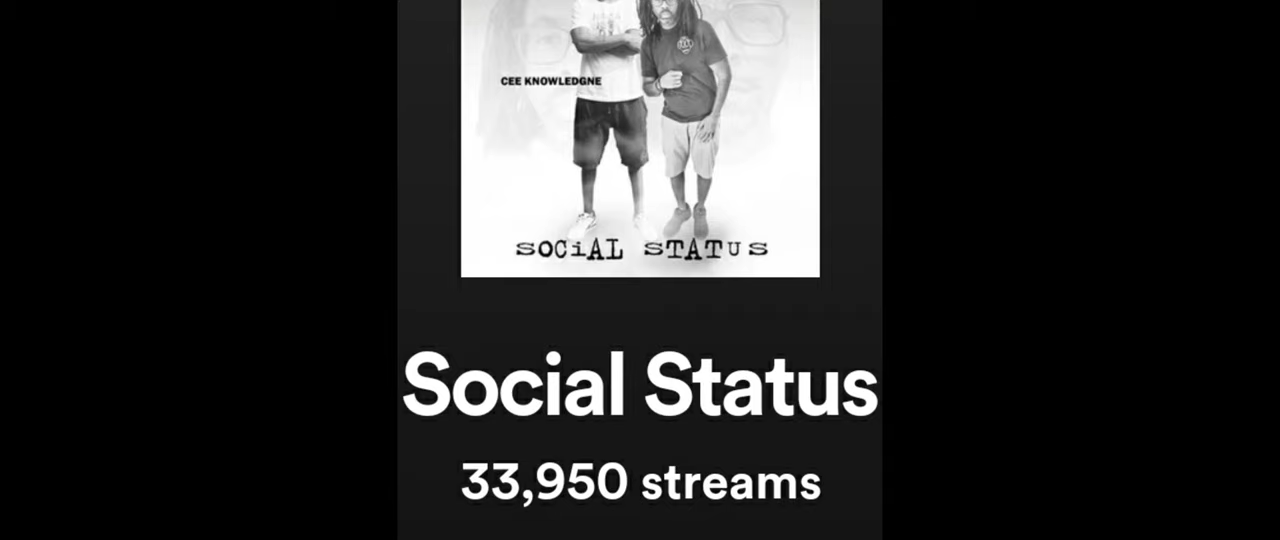 CEE KNOWLEDGNE
SOCiAL STATUS
Social Status
33,950 streams